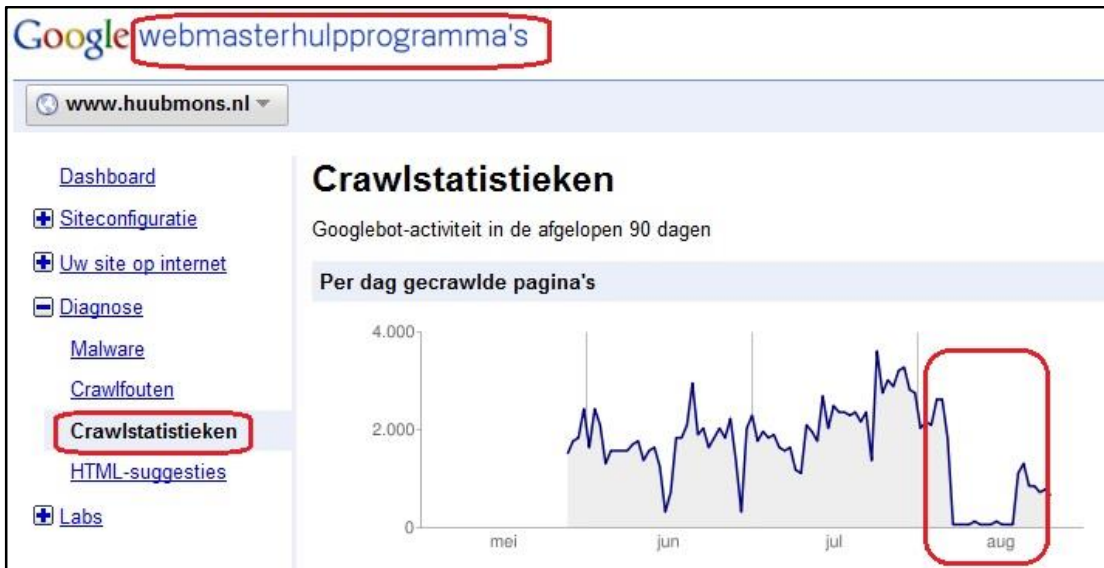 Google webmasterhulpprogramma's
www.huubmons.nl
Dashboard
Siteconfiguratie
Uw site op internet
Diagnose
Malware
Crawlfouten
Crawlstatistieken
HTML-suggesties
Labs
Crawlstatistieken
Googlebot-activiteit in de afgelopen 90 dagen
Per dag gecrawlde pagina's
4.000
2.000
0
mei jun jul aug